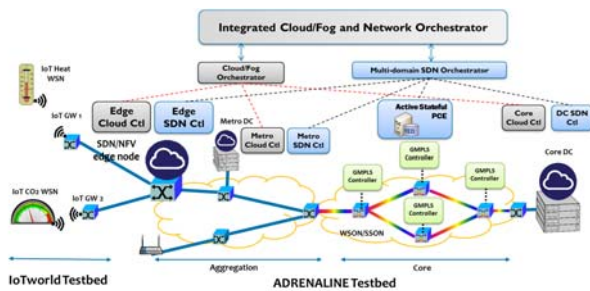 Integrated Cloud/Fog and Network Orchestrator
IoT Heat
WSN
Cloud/Fog
Orchestrator
Multi-domain SDN Orchestrator
Edge
Cloud Ctl
Edge
SDN Ctl
Metro DC
Active Stateful
PCE
Core
Cloud Ctl
DC SDN
Ctl
IoT GW 1
SDN/NFV
edge node
Metro
Cloud Ctl
Metro SDN
Ctl
GMPLS
Controller
Core DC
GMPLS
Controller
GMPLS
Controller
IoT CO2 WSN
IoT GW 2
GMPLS
Controller
WSON/SSON
Aggregation
Core
IoTworld Testbed
ADRENALINE Testbed